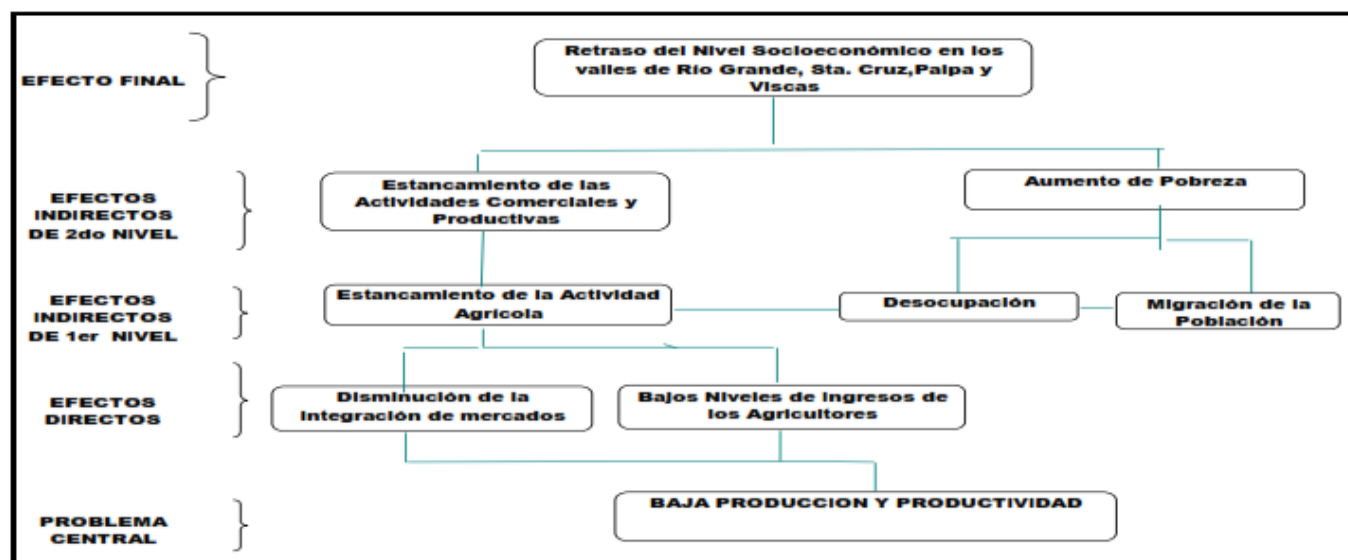 EFECTO FINAL
Retraso del Nivel Socioeconómico en los
valles de Río Grande, Sta. Cruz,Palpa y
Viscas
EFECTOS
INDIRECTOS
DE 2do NIVEL
Estancamiento de las
Actividades Comerciales y
Productivas
Aumento de Pobreza
EFECTOS
INDIRECTOS
DE 1er NIVEL
Estancamiento de la Actividad
Agrícola
Desocupación
Migración de la
Población
EFECTOS
DIRECTOS
Disminución de la
integración de mercados
Bajos Niveles de ingresos de
los Agricultores
PROBLEMA
CENTRAL
BAJA PRODUCCION Y PRODUCTIVIDAD